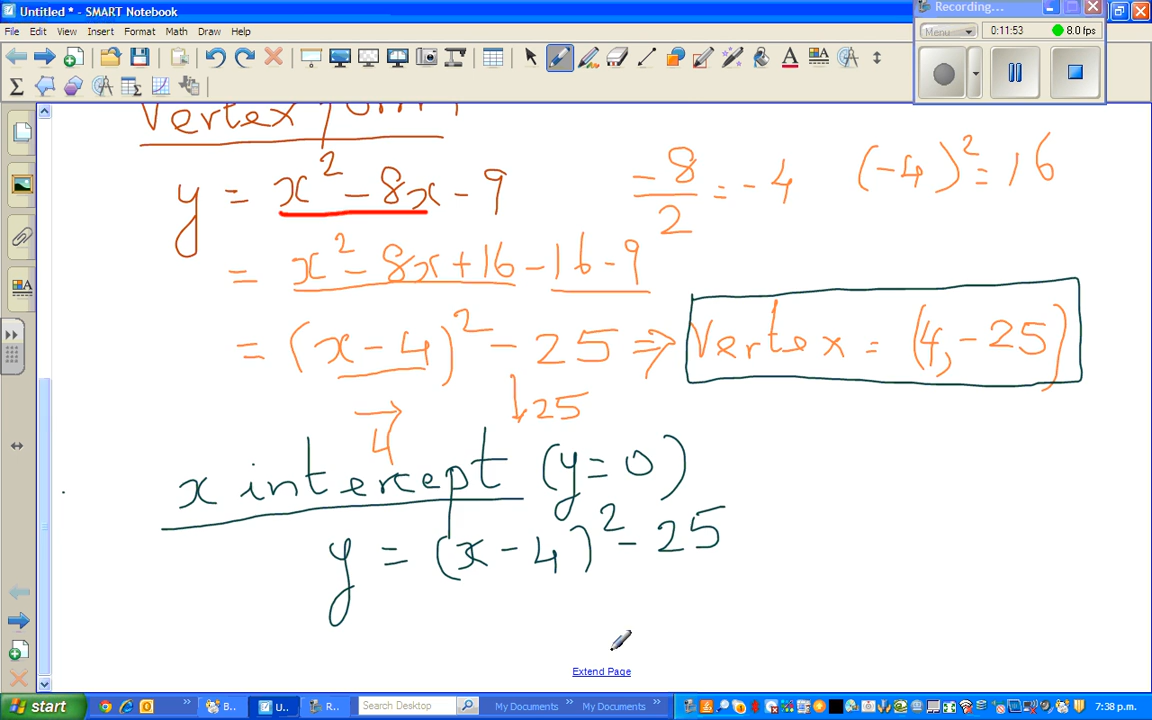 Untitled * - SMART Notebook
Recording...
File Edit View Insert Format Math Draw Help
Menu 0:11:53 8.0 fps
Vertex form
y = x² - 8x - 9
-8/2 = -4 (-4)² = 16
= x² - 8x + 16 - 16 - 9
= (x - 4)² - 25 ⇒ Vertex = (4, -25)
→ 4 ↓ 25
x intercept (y = 0)
y = (x - 4)² - 25
Extend Page
start B... U... R... Search Desktop My Documents My Documents 7:38 p.m.